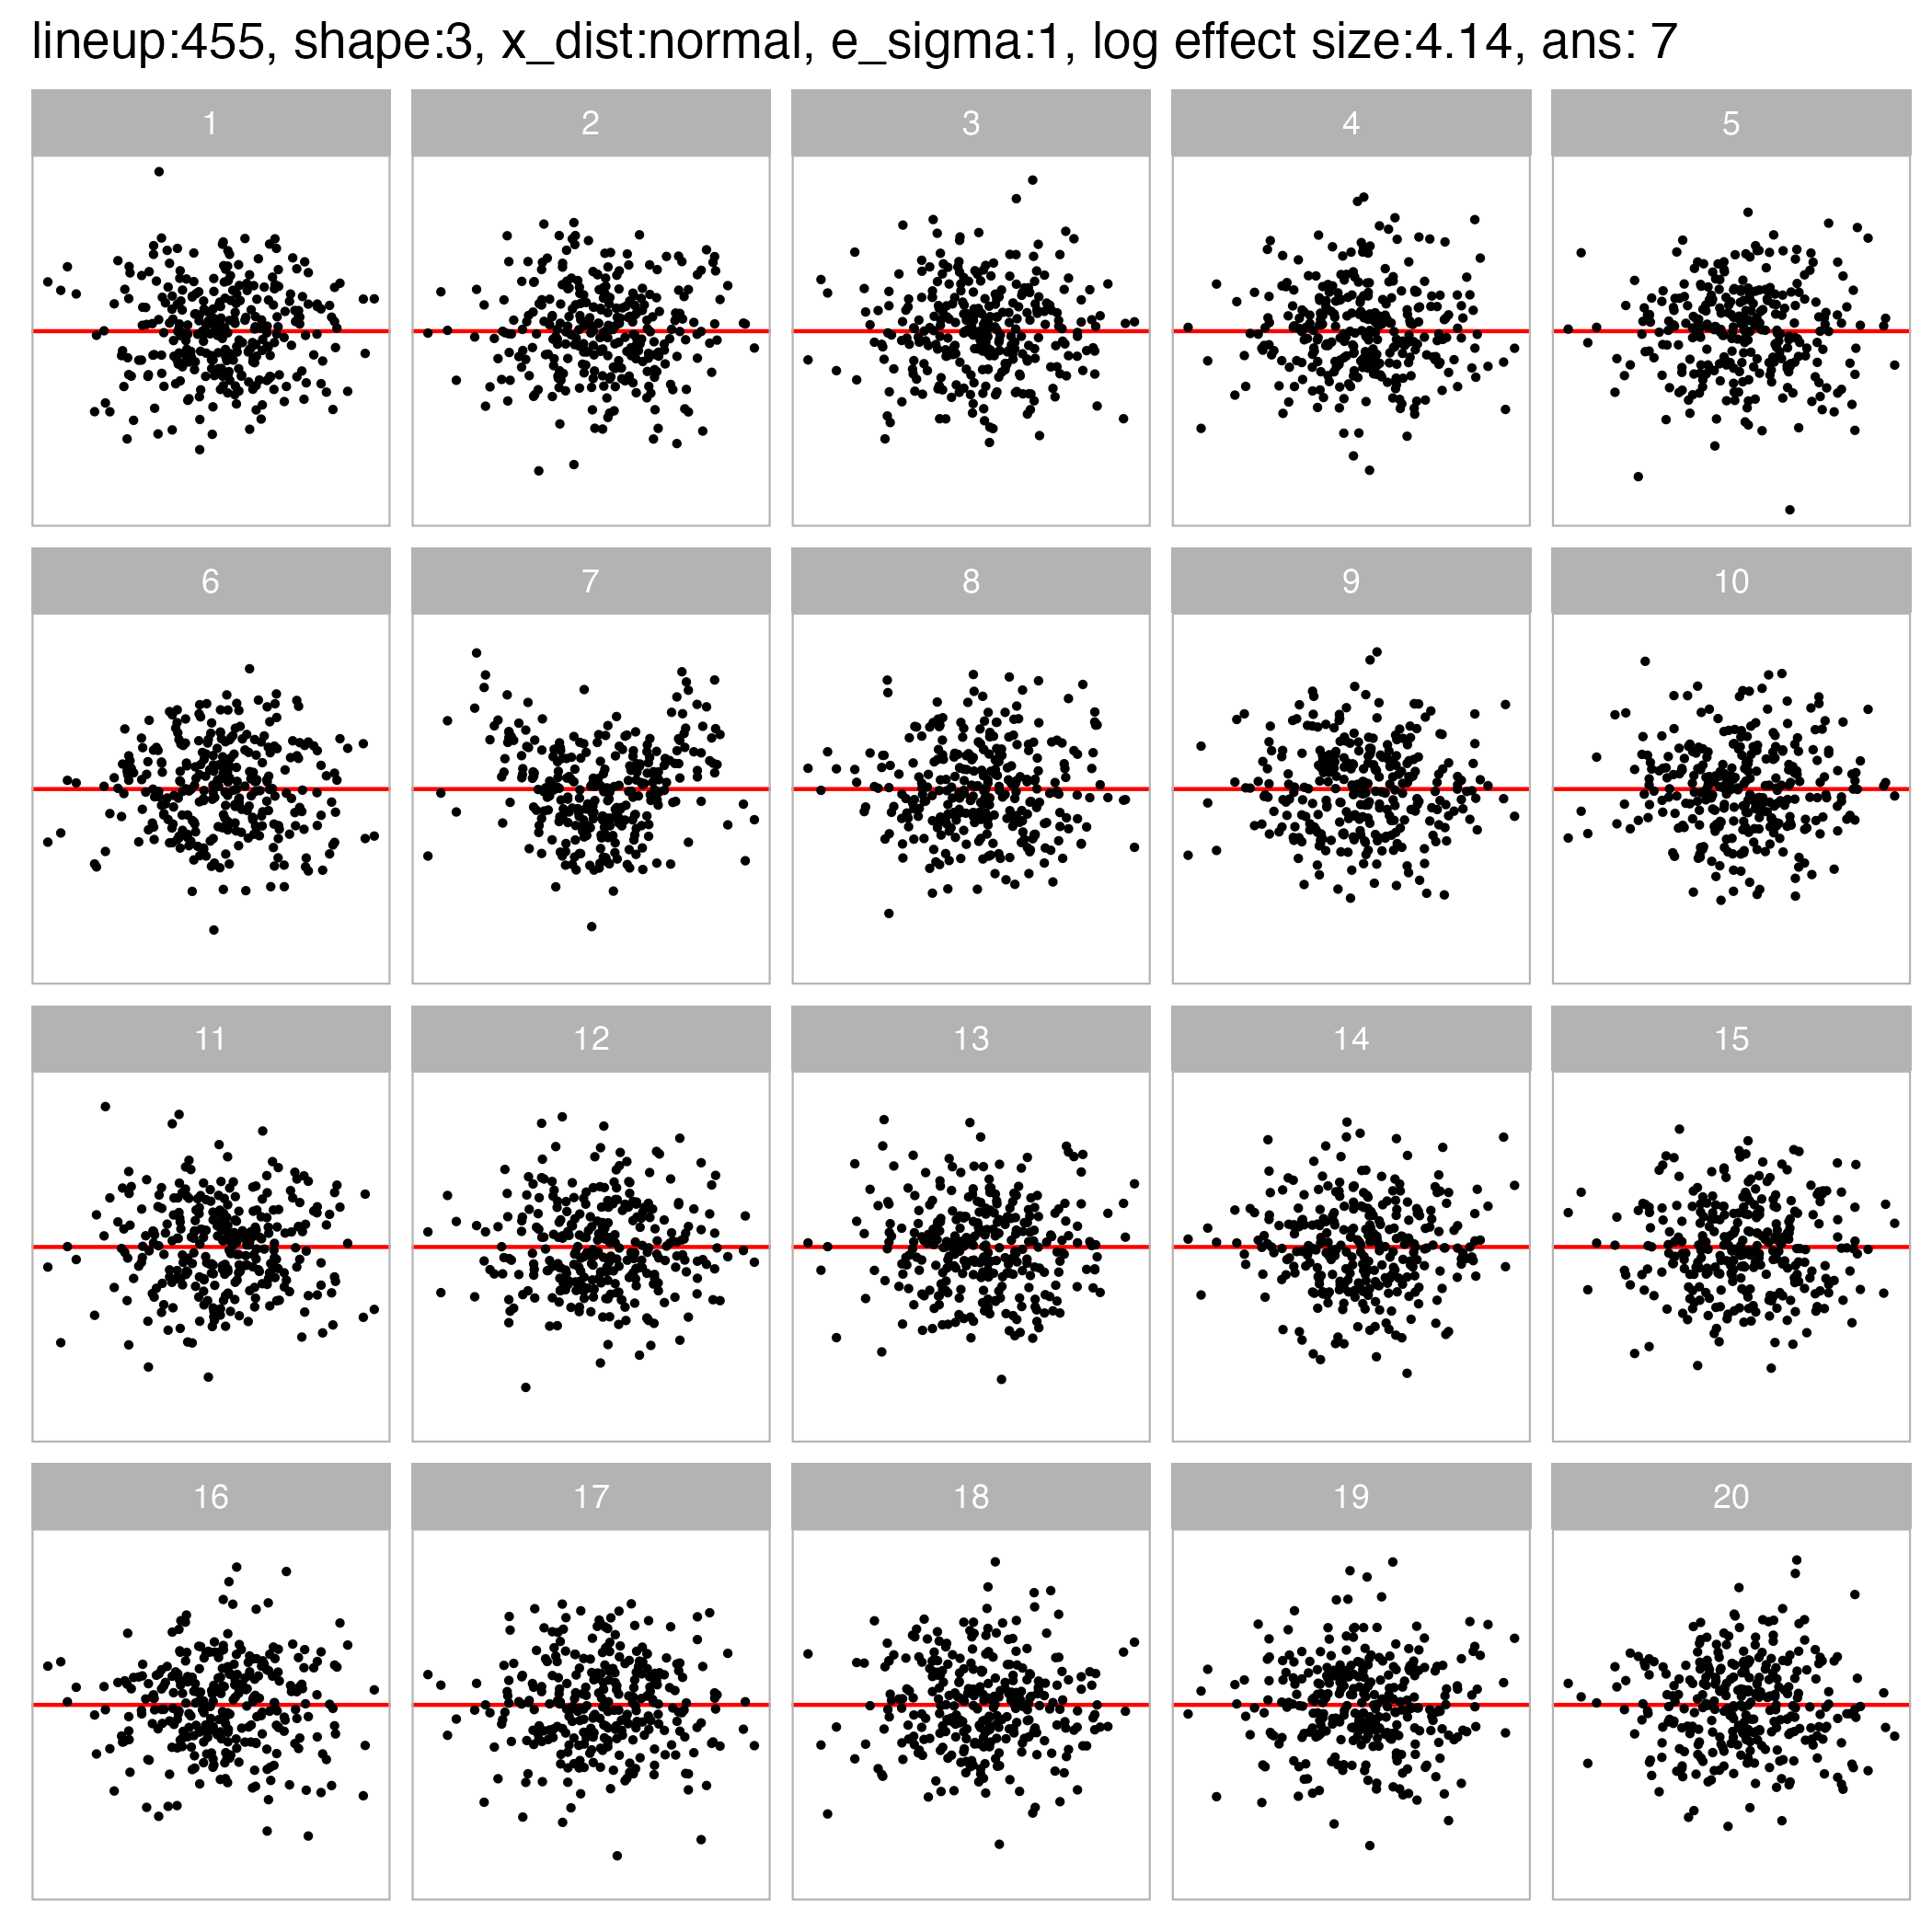 lineup:455, shape:3, x_dist:normal, e_sigma:1, log effect size:4.14, ans: 7
1 2 3 4 5
6 7 8 9 10
11 12 13 14 15
16 17 18 19 20